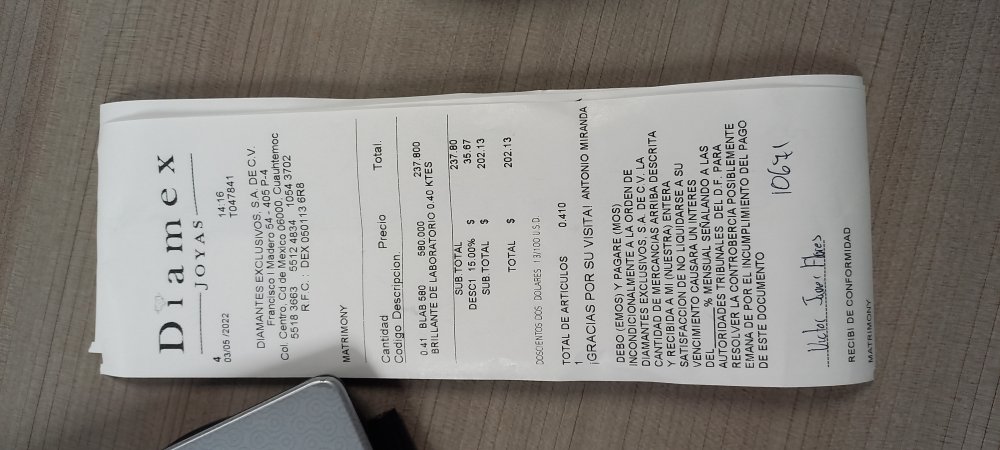 Diamex
JOYAS
4
03/05/2022 14:16
T047841
DIAMANTES EXCLUSIVOS, S.A. DE C.V.
Francisco I Madero 54 - 405 P-4
Col. Centro, Cd de Mexico 06000, Cuauhtemoc
5518 3663 5512 4834 1054 3702
R.F.C. : DEX 050113 6R8
MATRIMONY
Cantidad Precio Total.
Codigo Descripcion.
0.41 BLAB 580 580.000 237.800
BRILLANTE DE LABORATORIO 0.40 KTES
SUB.TOTAL 237.80
DESC1 15.00% $ 35.67
SUB.TOTAL $ 202.13
TOTAL $ 202.13
DOSCIENTOS DOS DOLARES 13/100 U.S.D.
TOTAL DE ARTICULOS 0.410
1
¡GRACIAS POR SU VISITA! ANTONIO MIRANDA
DEBO (EMOS) Y PAGARE (MOS)
INCONDICIONALMENTE A LA ORDEN DE
DIAMANTES EXCLUSIVOS, S.A. DE C.V. LA
CANTIDAD DE MERCANCIAS ARRIBA DESCRITA
Y RECIBIDA A MI (NUESTRA) ENTERA
SATISFACCION DE NO LIQUIDARSE A SU
VENCIMIENTO CAUSARA UN INTERES
DEL ______% MENSUAL, SEÑALANDO A LAS
AUTORIDADES TRIBUNALES DEL D.F. PARA
RESOLVER LA CONTROBERCIA POSIBLEMENTE
EMANA DE POR EL INCUMPLIMIENTO DEL PAGO
DE ESTE DOCUMENTO
10671
Victor Javier Flores
RECIBI DE CONFORMIDAD
MATRIMONY